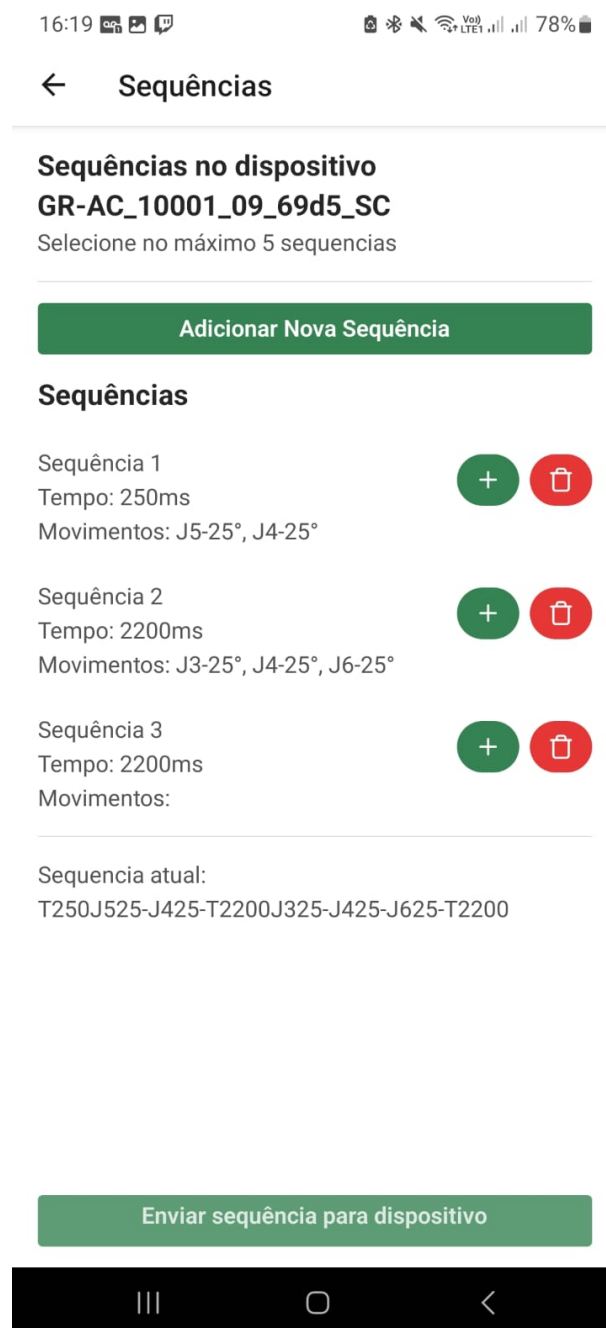 16:19 Vo)) LTE1 78%
Sequências
Sequências no dispositivo
GR-AC_10001_09_69d5_SC
Selecione no máximo 5 sequencias
Adicionar Nova Sequência
Sequências
Sequência 1
Tempo: 250ms
Movimentos: J5-25°, J4-25°
Sequência 2
Tempo: 2200ms
Movimentos: J3-25°, J4-25°, J6-25°
Sequência 3
Tempo: 2200ms
Movimentos:
Sequencia atual:
T250J525-J425-T2200J325-J425-J625-T2200
Enviar sequência para dispositivo